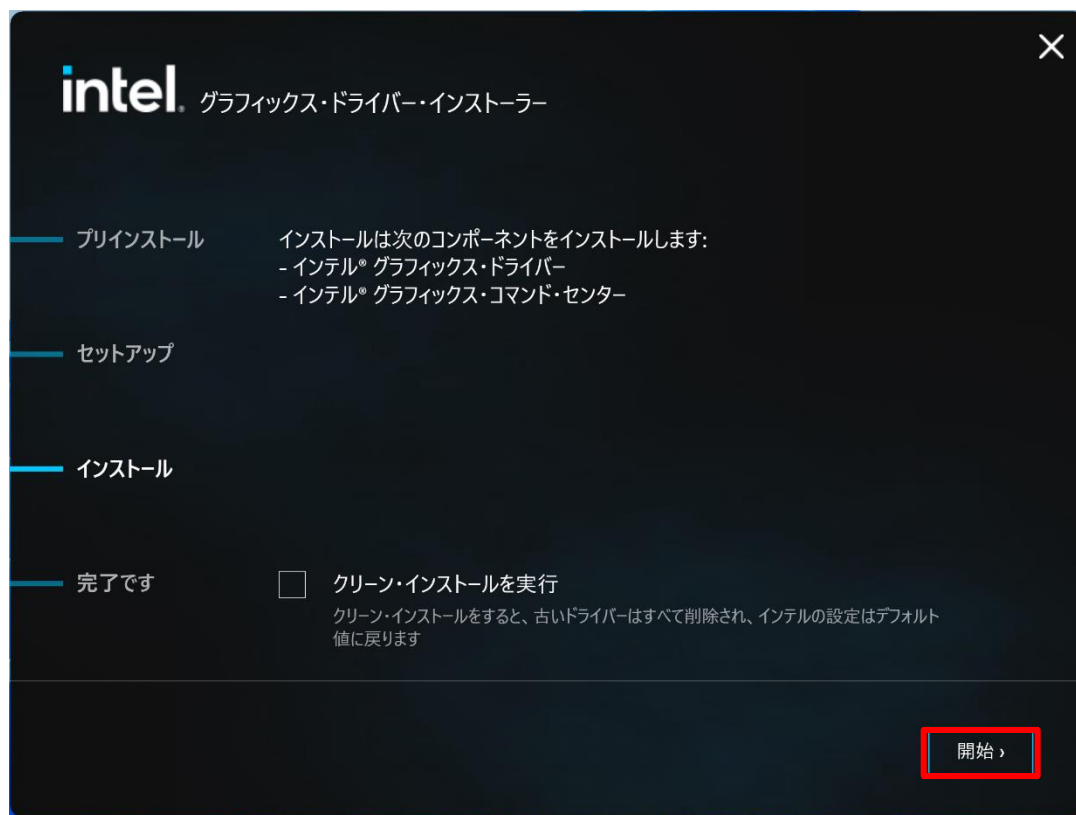 intel. グラフィックス・ドライバー・インストーラー
プリインストール
インストールは次のコンポーネントをインストールします:
- インテル® グラフィックス・ドライバー
- インテル® グラフィックス・コマンド・センター
セットアップ
インストール
完了です
クリーン・インストールを実行
クリーン・インストールをすると、古いドライバーはすべて削除され、インテルの設定はデフォルト
値に戻ります
開始 ›